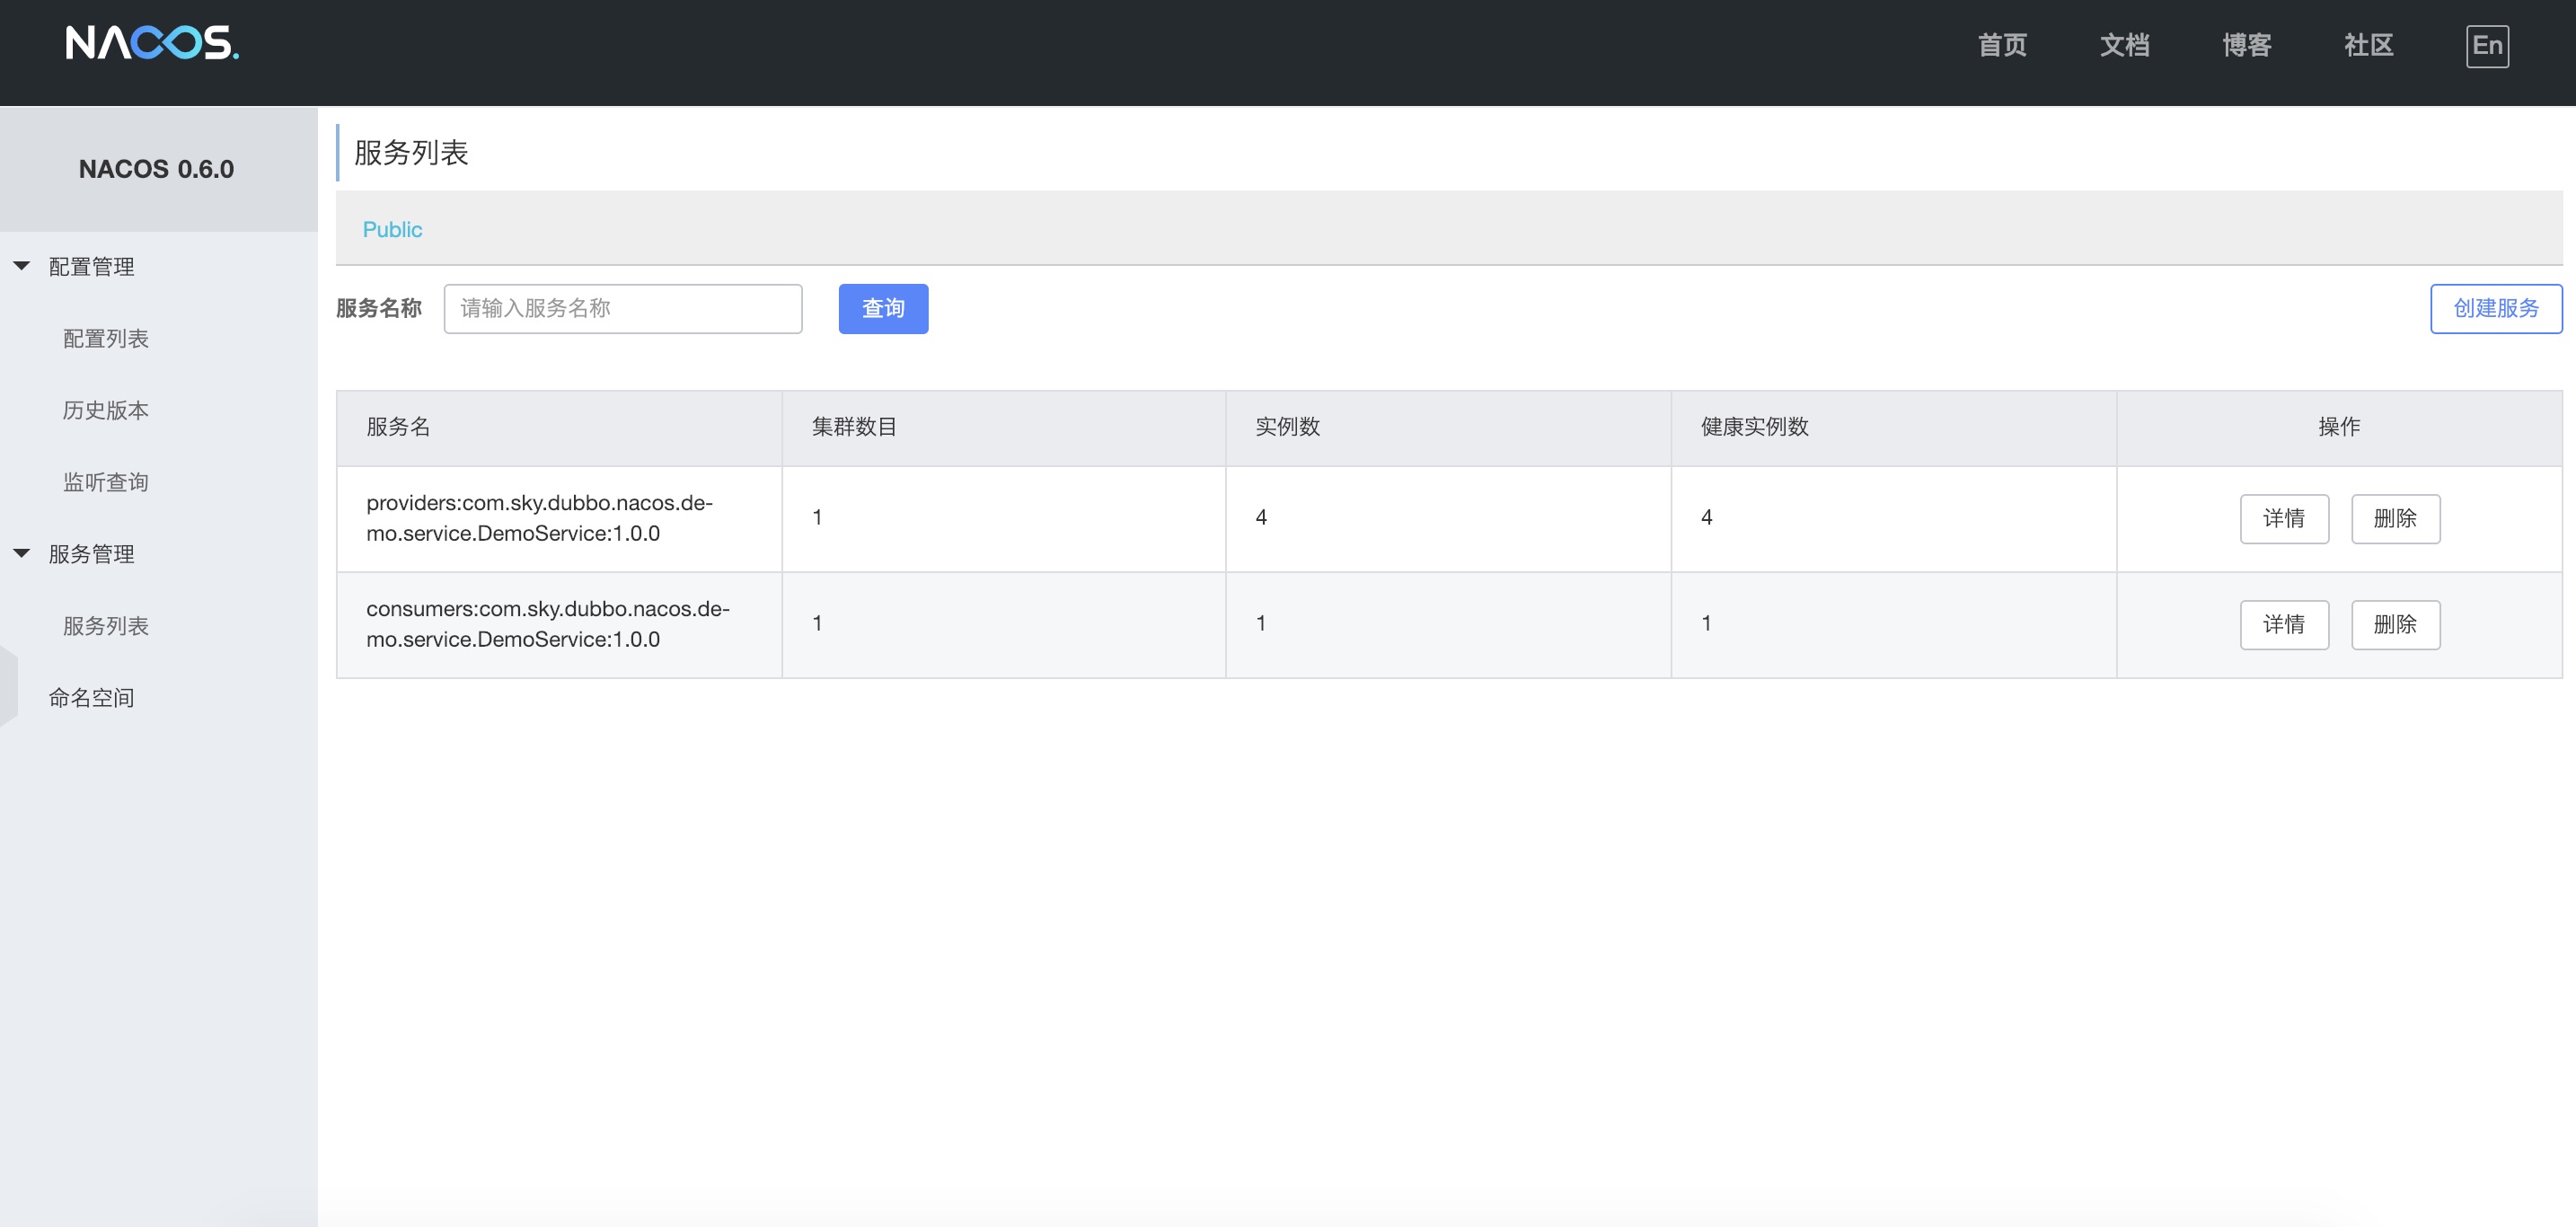 NACOS.
首页 文档 博客 社区 En
NACOS 0.6.0
配置管理
配置列表
历史版本
监听查询
服务管理
服务列表
命名空间
服务列表
Public
服务名称 请输入服务名称 查询 创建服务
服务名 集群数目 实例数 健康实例数 操作
providers:com.sky.dubbo.nacos.de-
mo.service.DemoService:1.0.0 1 4 4 详情 删除
consumers:com.sky.dubbo.nacos.de-
mo.service.DemoService:1.0.0 1 1 1 详情 删除